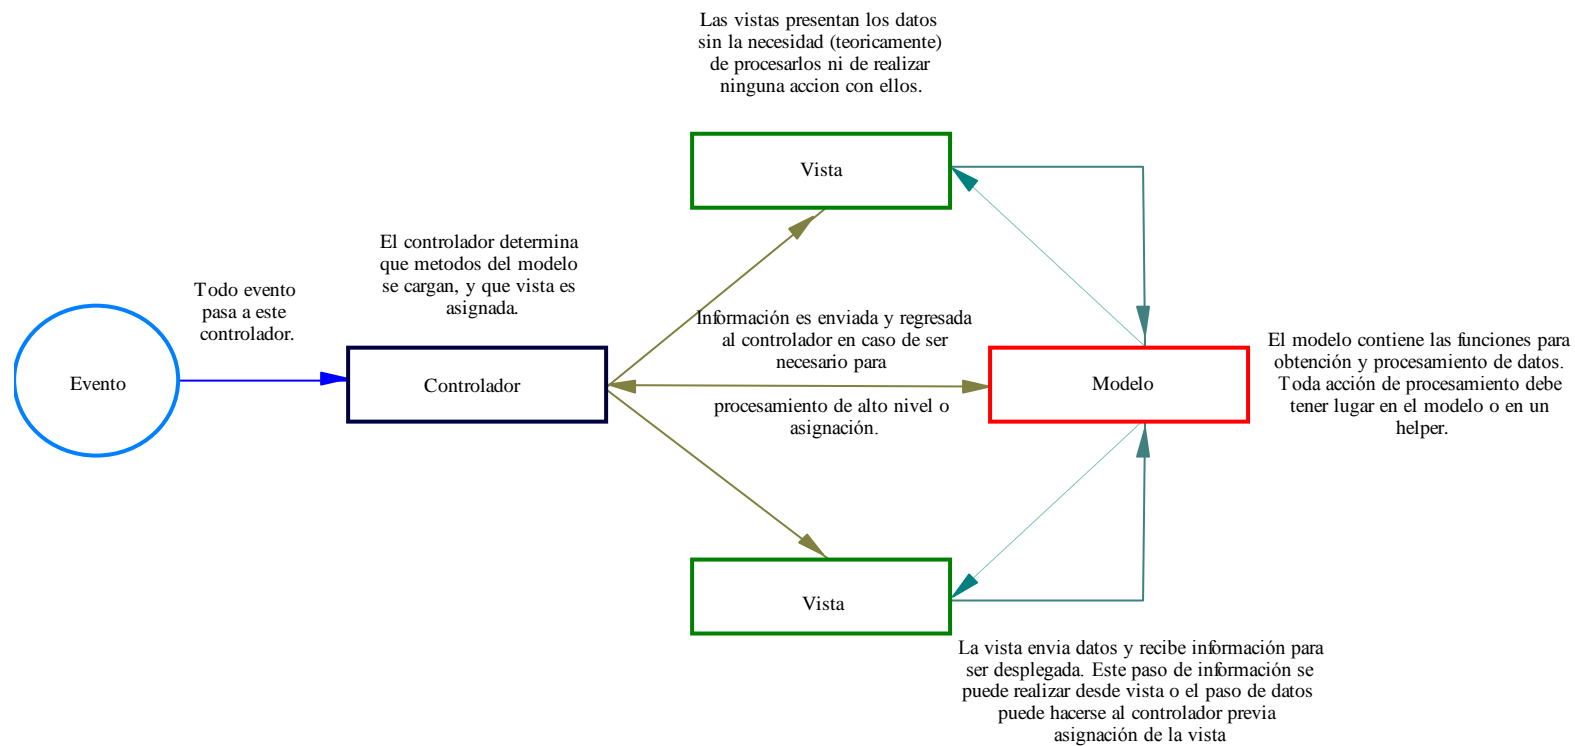 Las vistas presentan los datos
sin la necesidad (teoricamente)
de procesarlos ni de realizar
ninguna accion con ellos.
Vista
El controlador determina
que metodos del modelo
se cargan, y que vista es
asignada.
Todo evento
pasa a este
controlador.
Evento
Controlador
Información es enviada y regresada
al controlador en caso de ser
necesario para
procesamiento de alto nivel o
asignación.
Modelo
El modelo contiene las funciones para
obtención y procesamiento de datos.
Toda acción de procesamiento debe
tener lugar en el modelo o en un
helper.
Vista
La vista envia datos y recibe información para
ser desplegada. Este paso de información se
puede realizar desde vista o el paso de datos
puede hacerse al controlador previa
asignación de la vista